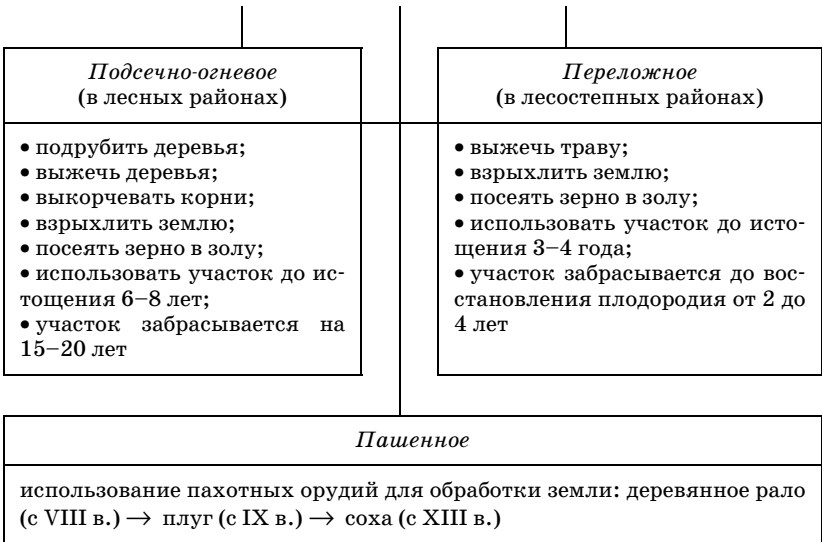 Подсечно-огневое
(в лесных районах)
• подрубить деревья;
• выжечь деревья;
• выкорчевать корни;
• взрыхлить землю;
• посеять зерно в золу;
• использовать участок до ис-
тощения 6–8 лет;
• участок забрасывается на
15–20 лет
Переложное
(в лесостепных районах)
• выжечь траву;
• взрыхлить землю;
• посеять зерно в золу;
• использовать участок до исто-
щения 3–4 года;
• участок забрасывается до вос-
становления плодородия от 2 до
4 лет
Пашенное
использование пахотных орудий для обработки земли: деревянное рало
(с VIII в.) → плуг (с IX в.) → соха (с XIII в.)